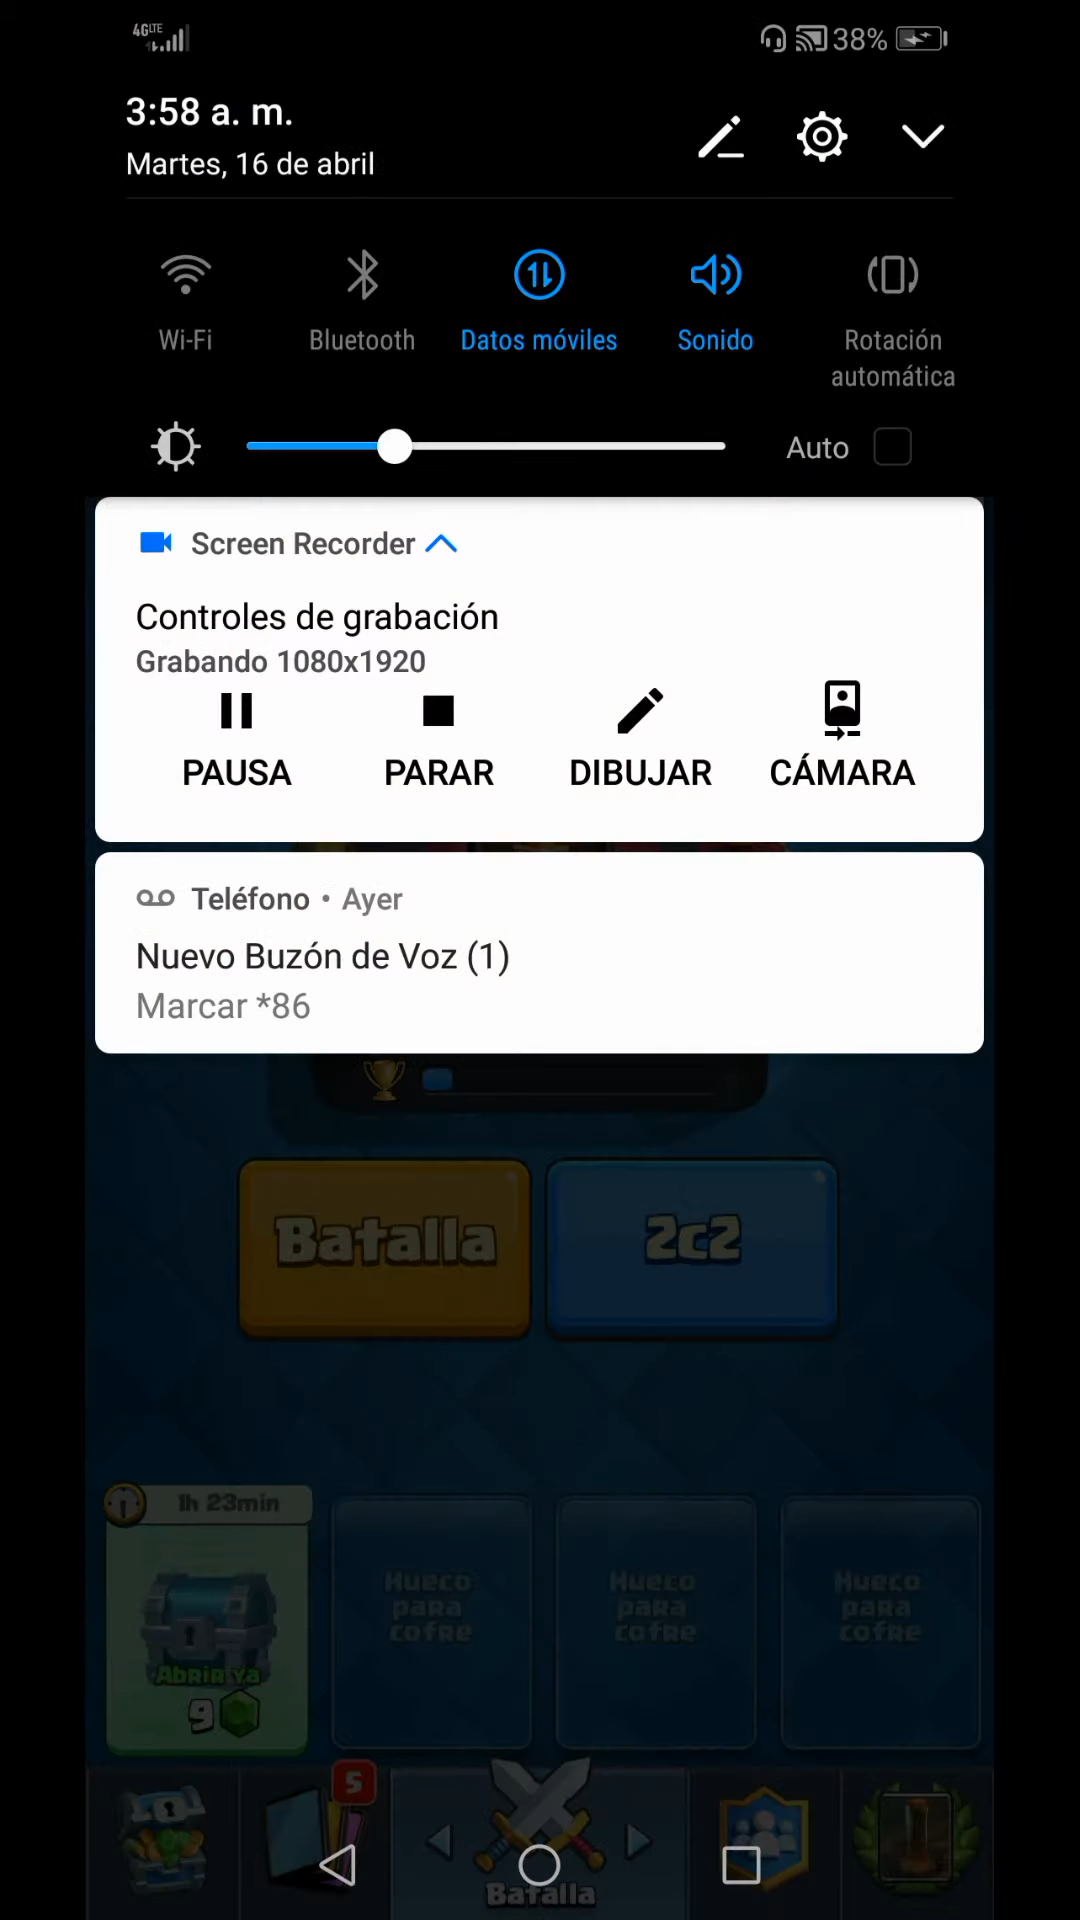 4G LTE
38%
3:58 a. m.
Martes, 16 de abril
Wi-Fi
Bluetooth
Datos móviles
Sonido
Rotación
automática
Auto
Screen Recorder
Controles de grabación
Grabando 1080x1920
PAUSA
PARAR
DIBUJAR
CÁMARA
Teléfono • Ayer
Nuevo Buzón de Voz (1)
Marcar *86
Batalla
2c2
1h 23min
Abrir ya
9
Hueco
para
cofre
Hueco
para
cofre
Hueco
para
cofre
5
Batalla